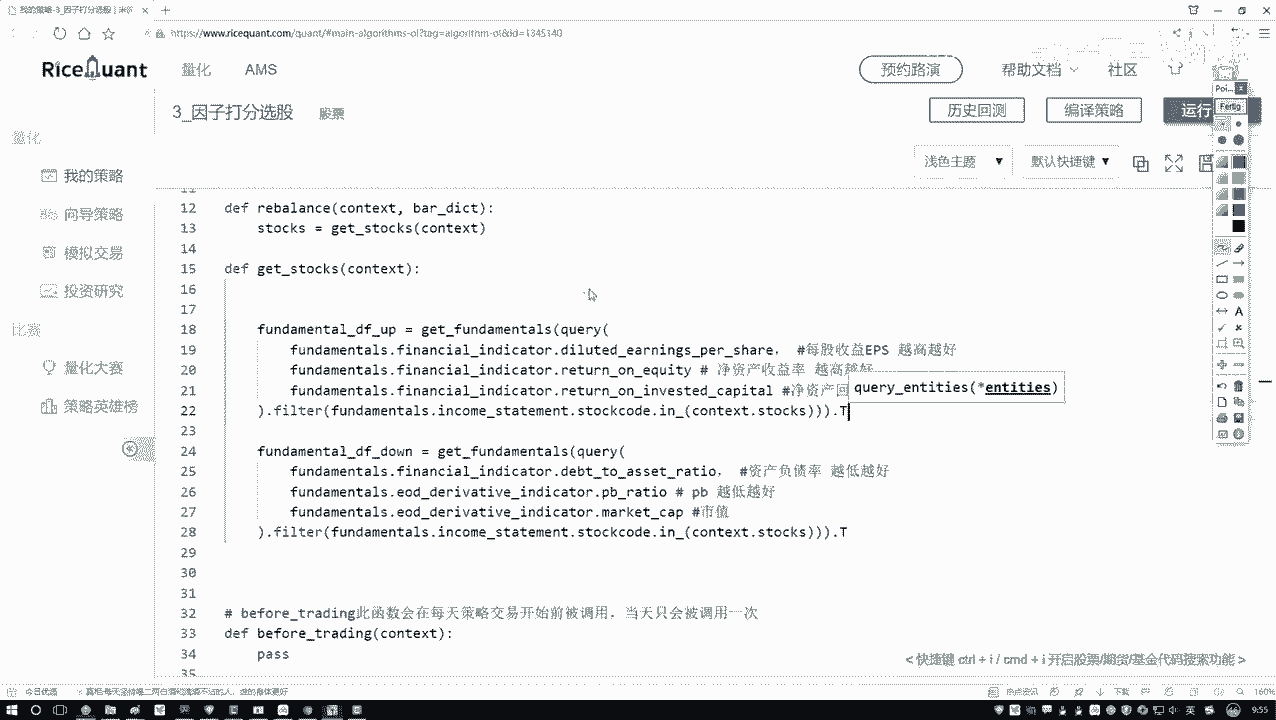 我的策略-3_因子打分选股
https://www.ricequant.com/quant/#main-algorithms-ol?tag=algorithm-ol&id=1345340
RiceQuant 量化 AMS 预约路演 帮助文档 社区
3_因子打分选股 股票 历史回测 编译策略 运行
浅色主题 ▼ 默认快捷键 ▼
量化
我的策略
向导策略
模拟交易
投资研究
比赛
量化大赛
策略英雄榜
11
12 def rebalance(context, bar_dict):
13 stocks = get_stocks(context)
14
15 def get_stocks(context):
16
17
18 fundamental_df_up = get_fundamentals(query(
19 fundamentals.financial_indicator.diluted_earnings_per_share， #每股收益EPS 越高越好
20 fundamentals.financial_indicator.return_on_equity # 净资产收益率 越高越好
21 fundamentals.financial_indicator.return_on_invested_capital #净资产回
query_entities(*entities)
22 ).filter(fundamentals.income_statement.stockcode.in_(context.stocks))).T
23
24 fundamental_df_down = get_fundamentals(query(
25 fundamentals.financial_indicator.debt_to_asset_ratio， #资产负债率 越低越好
26 fundamentals.eod_derivative_indicator.pb_ratio # pb 越低越好
27 fundamentals.eod_derivative_indicator.market_cap #市值
28 ).filter(fundamentals.income_statement.stockcode.in_(context.stocks))).T
29
30
31
32 # before_trading此函数会在每天策略交易开始前被调用，当天只会被调用一次
33 def before_trading(context):
34 pass
35
< 快捷键 ctrl + i / cmd + i 开启股票/期货/基金代码搜索功能 >
Poi...
Fertig
今日优选
下载
160%
英
9:55